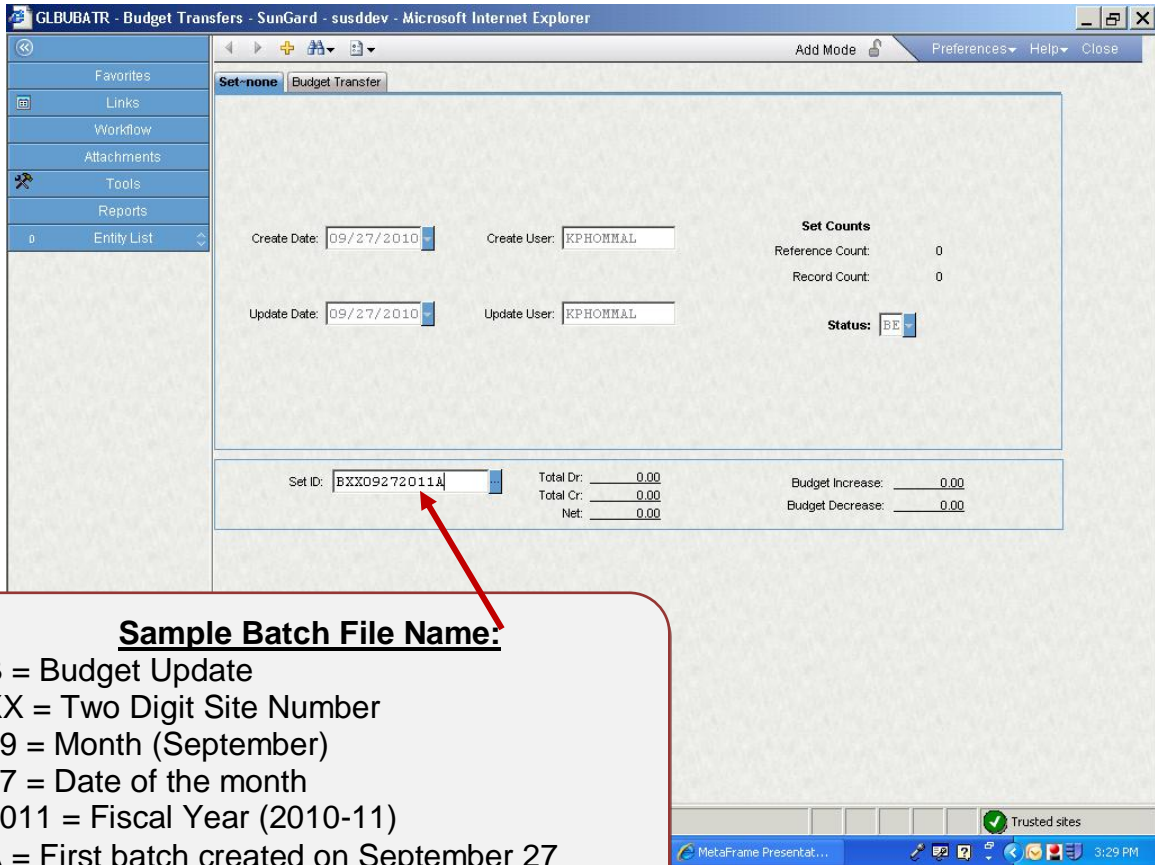 GLBUBATR - Budget Transfers - SunGard - susddev - Microsoft Internet Explorer
Add Mode Preferences Help Close
Favorites
Links
Workflow
Attachments
Tools
Reports
Entity List
Set~none Budget Transfer
Create Date: 09/27/2010 Create User: KPHOMMAL
Set Counts
Reference Count: 0
Record Count: 0
Update Date: 09/27/2010 Update User: KPHOMMAL
Status: BE
Set ID: BXX09272011A Total Dr: 0.00 Budget Increase: 0.00
Total Cr: 0.00 Budget Decrease: 0.00
Net: 0.00
Sample Batch File Name:
= Budget Update
X = Two Digit Site Number
9 = Month (September)
7 = Date of the month
011 = Fiscal Year (2010-11)
A = First batch created on September 27
Trusted sites
MetaFrame Presentat... 3:29 PM